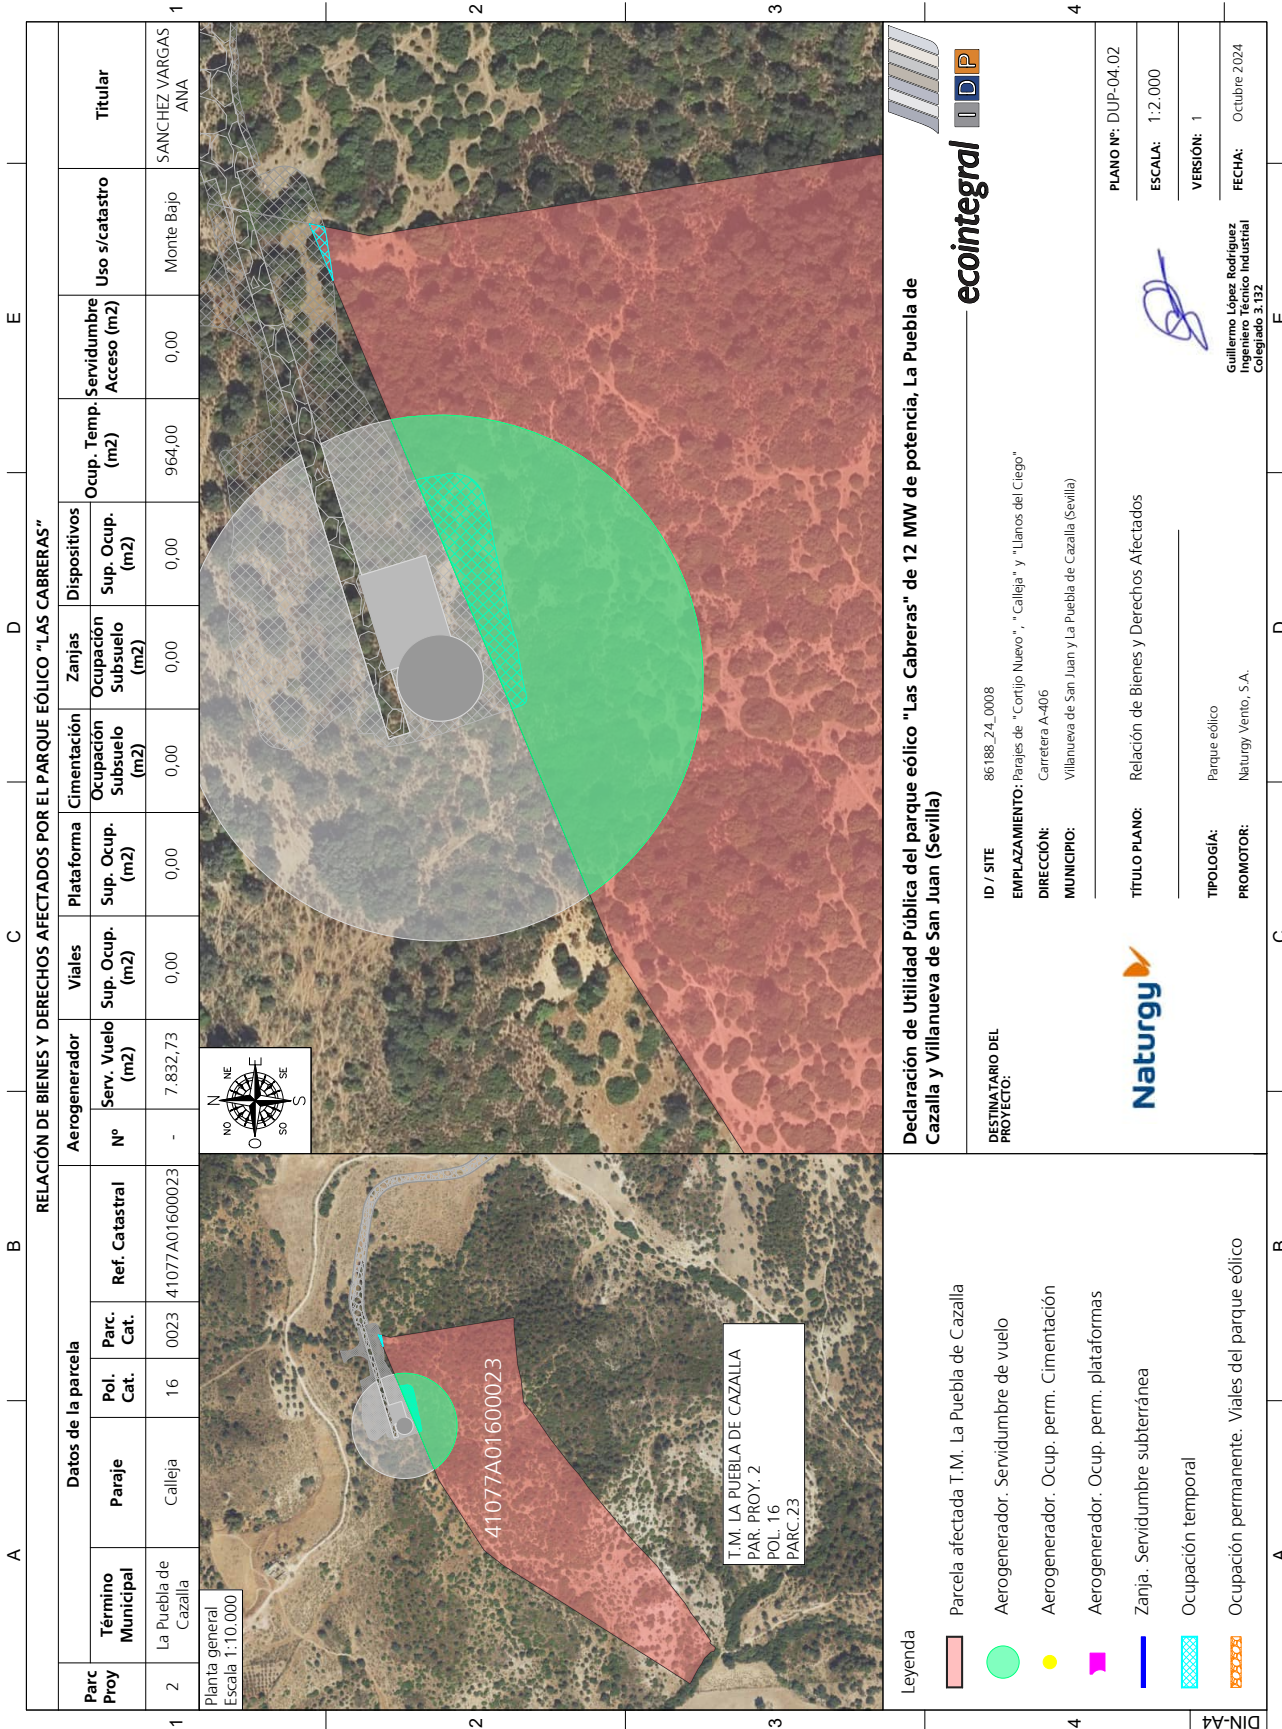 RELACIÓN DE BIENES Y DERECHOS AFECTADOS POR EL PARQUE EÓLICO "LAS CABRERAS"
Parc Proy
Datos de la parcela
Aerogenerador
Viales
Plataforma
Cimentación
Zanjas
Dispositivos
Ocup. Temp. (m2)
Servidumbre Acceso (m2)
Uso s/catastro
Titular
Término Municipal
Paraje
Pol. Cat.
Parc. Cat.
Ref. Catastral
Nº
Serv. Vuelo (m2)
Sup. Ocup. (m2)
Sup. Ocup. (m2)
Ocupación Subsuelo (m2)
Ocupación Subsuelo (m2)
Sup. Ocup. (m2)
2
La Puebla de Cazalla
Calleja
16
0023
41077A01600023
-
7.832,73
0,00
0,00
0,00
0,00
0,00
964,00
0,00
Monte Bajo
SANCHEZ VARGAS ANA
Planta general
Escala 1:10.000
41077A01600023
T.M. LA PUEBLA DE CAZALLA
PAR. PROY. 2
POL. 16
PARC.23
N
NE
E
SE
S
SO
O
NO
Leyenda
Parcela afectada T.M. La Puebla de Cazalla
Aerogenerador. Servidumbre de vuelo
Aerogenerador. Ocup. perm. Cimentación
Aerogenerador. Ocup. perm. plataformas
Zanja. Servidumbre subterránea
Ocupación temporal
Ocupación permanente. Viales del parque eólico
Declaración de Utilidad Pública del parque eólico "Las Cabreras" de 12 MW de potencia, La Puebla de
Cazalla y Villanueva de San Juan (Sevilla)
DESTINATARIO DEL
PROYECTO:
Naturgy
ID / SITE 86188_24_0008
EMPLAZAMIENTO: Parajes de "Cortijo Nuevo", "Calleja" y "Llanos del Ciego"
DIRECCIÓN: Carretera A-406
MUNICIPIO: Villanueva de San Juan y La Puebla de Cazalla (Sevilla)
TÍTULO PLANO: Relación de Bienes y Derechos Afectados
TIPOLOGÍA: Parque eólico
PROMOTOR: Naturgy Vento, S.A.
ecointegral
IDP
Guillermo López Rodríguez
Ingeniero Técnico Industrial
Colegiado 3.132
PLANO Nº: DUP-04.02
ESCALA: 1:2.000
VERSIÓN: 1
FECHA: Octubre 2024
A
B
C
D
E
1
2
3
4
A
B
C
D
E
1
2
3
4
DIN-A4